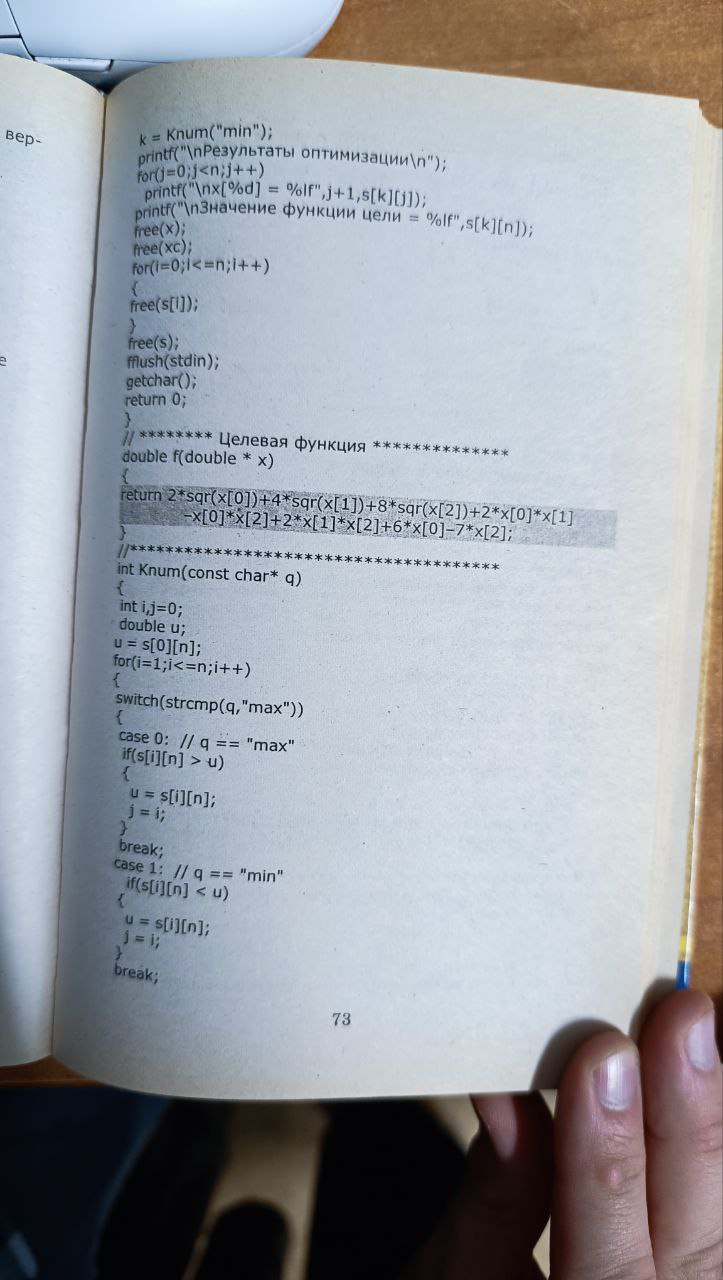 вер-
е
k = Knum("min");
printf("\nРезультаты оптимизации\n");
for(j=0;j<n;j++)
printf("\nx[%d] = %lf",j+1,s[k][j]);
printf("\nЗначение функции цели = %lf",s[k][n]);
free(x);
free(xc);
for(i=0;i<=n;i++)
{
free(s[i]);
}
free(s);
fflush(stdin);
getchar();
return 0;
}
// ******** Целевая функция **************
double f(double * x)
{
return 2*sqr(x[0])+4*sqr(x[1])+8*sqr(x[2])+2*x[0]*x[1]
–x[0]*x[2]+2*x[1]*x[2]+6*x[0]–7*x[2];
}
//*************************************
int Knum(const char* q)
{
int i,j=0;
double u;
u = s[0][n];
for(i=1;i<=n;i++)
{
switch(strcmp(q,"max"))
{
case 0: // q == "max"
if(s[i][n] > u)
{
u = s[i][n];
j = i;
}
break;
case 1: // q == "min"
if(s[i][n] < u)
{
u = s[i][n];
j = i;
}
break;
73